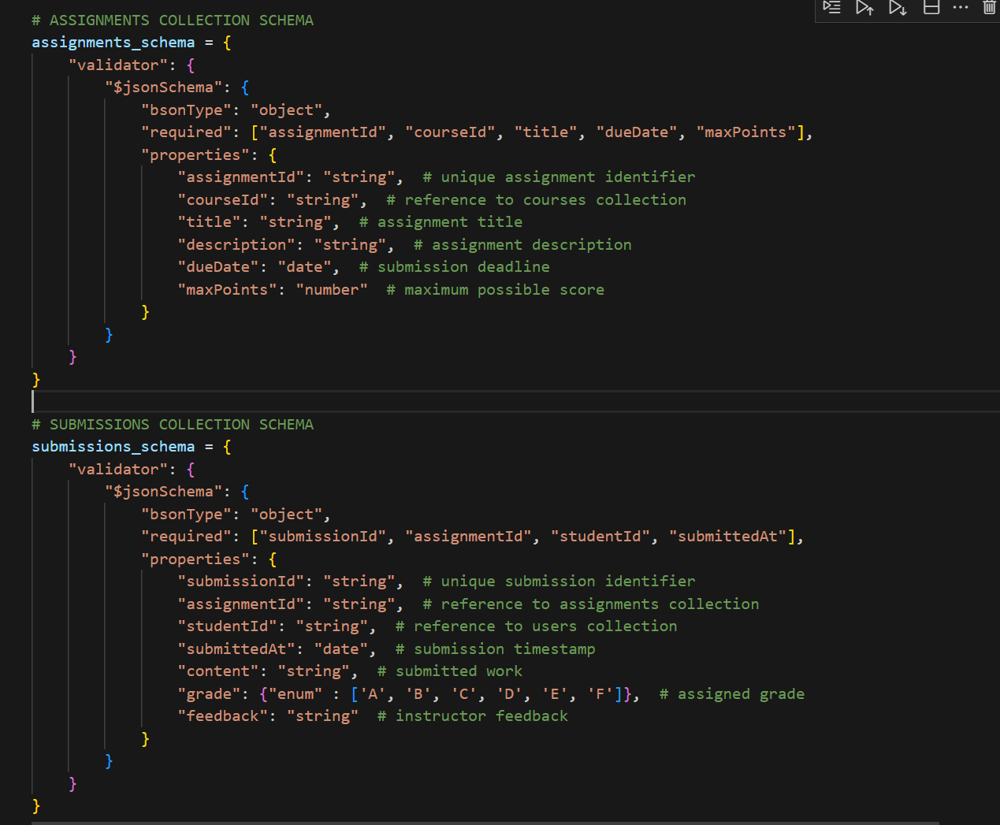 # ASSIGNMENTS COLLECTION SCHEMA
assignments_schema = {
    "validator": {
        "$jsonSchema": {
            "bsonType": "object",
            "required": ["assignmentId", "courseId", "title", "dueDate", "maxPoints"],
            "properties": {
                "assignmentId": "string",  # unique assignment identifier
                "courseId": "string",  # reference to courses collection
                "title": "string",  # assignment title
                "description": "string",  # assignment description
                "dueDate": "date",  # submission deadline
                "maxPoints": "number"  # maximum possible score
            }
        }
    }
}

# SUBMISSIONS COLLECTION SCHEMA
submissions_schema = {
    "validator": {
        "$jsonSchema": {
            "bsonType": "object",
            "required": ["submissionId", "assignmentId", "studentId", "submittedAt"],
            "properties": {
                "submissionId": "string",  # unique submission identifier
                "assignmentId": "string",  # reference to assignments collection
                "studentId": "string",  # reference to users collection
                "submittedAt": "date",  # submission timestamp
                "content": "string",  # submitted work
                "grade": {"enum" : ['A', 'B', 'C', 'D', 'E', 'F']},  # assigned grade
                "feedback": "string"  # instructor feedback
            }
        }
    }
}